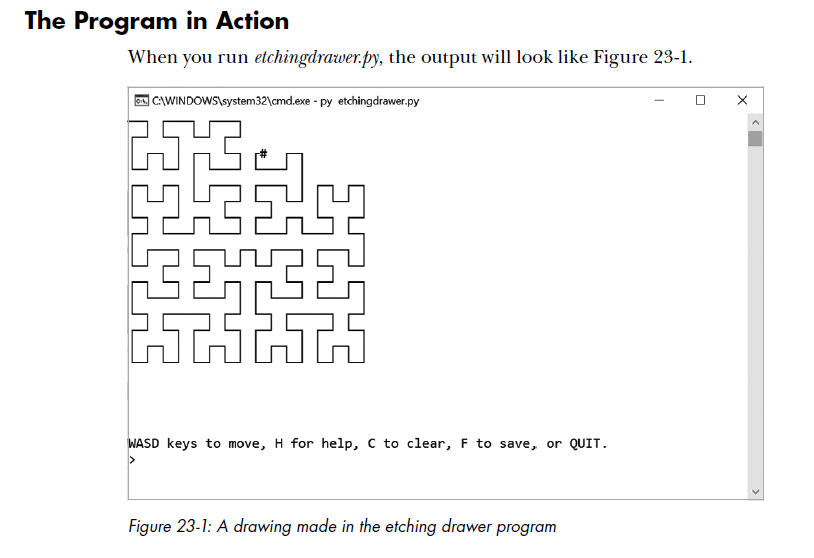 The Program in Action
When you run etchingdrawer.py, the output will look like Figure 23-1.
C:\WINDOWS\system32\cmd.exe - py etchingdrawer.py
#
WASD keys to move, H for help, C to clear, F to save, or QUIT.
>
Figure 23-1: A drawing made in the etching drawer program